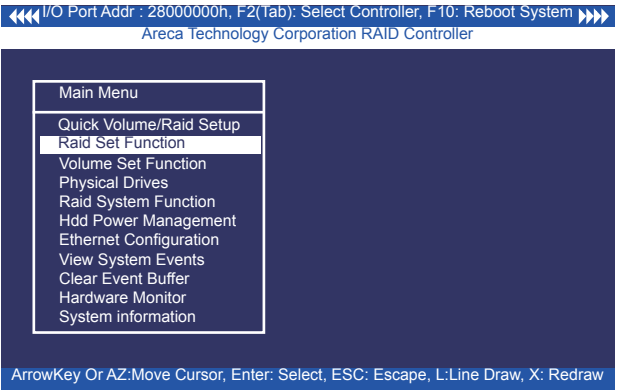 I/O Port Addr : 28000000h, F2(Tab): Select Controller, F10: Reboot System
Areca Technology Corporation RAID Controller
Main Menu
Quick Volume/Raid Setup
Raid Set Function
Volume Set Function
Physical Drives
Raid System Function
Hdd Power Management
Ethernet Configuration
View System Events
Clear Event Buffer
Hardware Monitor
System information
ArrowKey Or AZ:Move Cursor, Enter: Select, ESC: Escape, L:Line Draw, X: Redraw